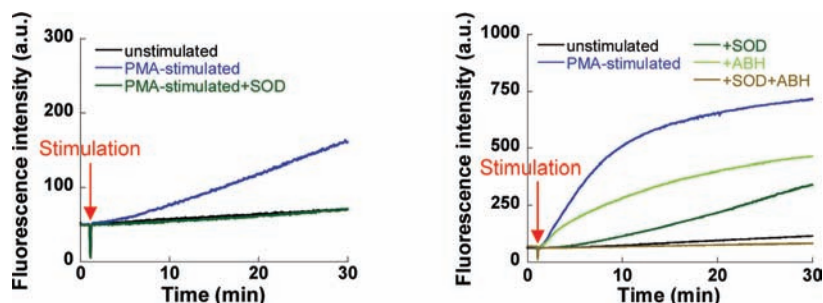 Fluorescence intensity (a.u.)
300
200
100
0
unstimulated
PMA-stimulated
PMA-stimulated+SOD
Stimulation
0 10 20 30
Time (min)
Fluorescence intensity (a.u.)
1000
750
500
250
0
unstimulated
PMA-stimulated
+SOD
+ABH
+SOD+ABH
Stimulation
0 10 20 30
Time (min)